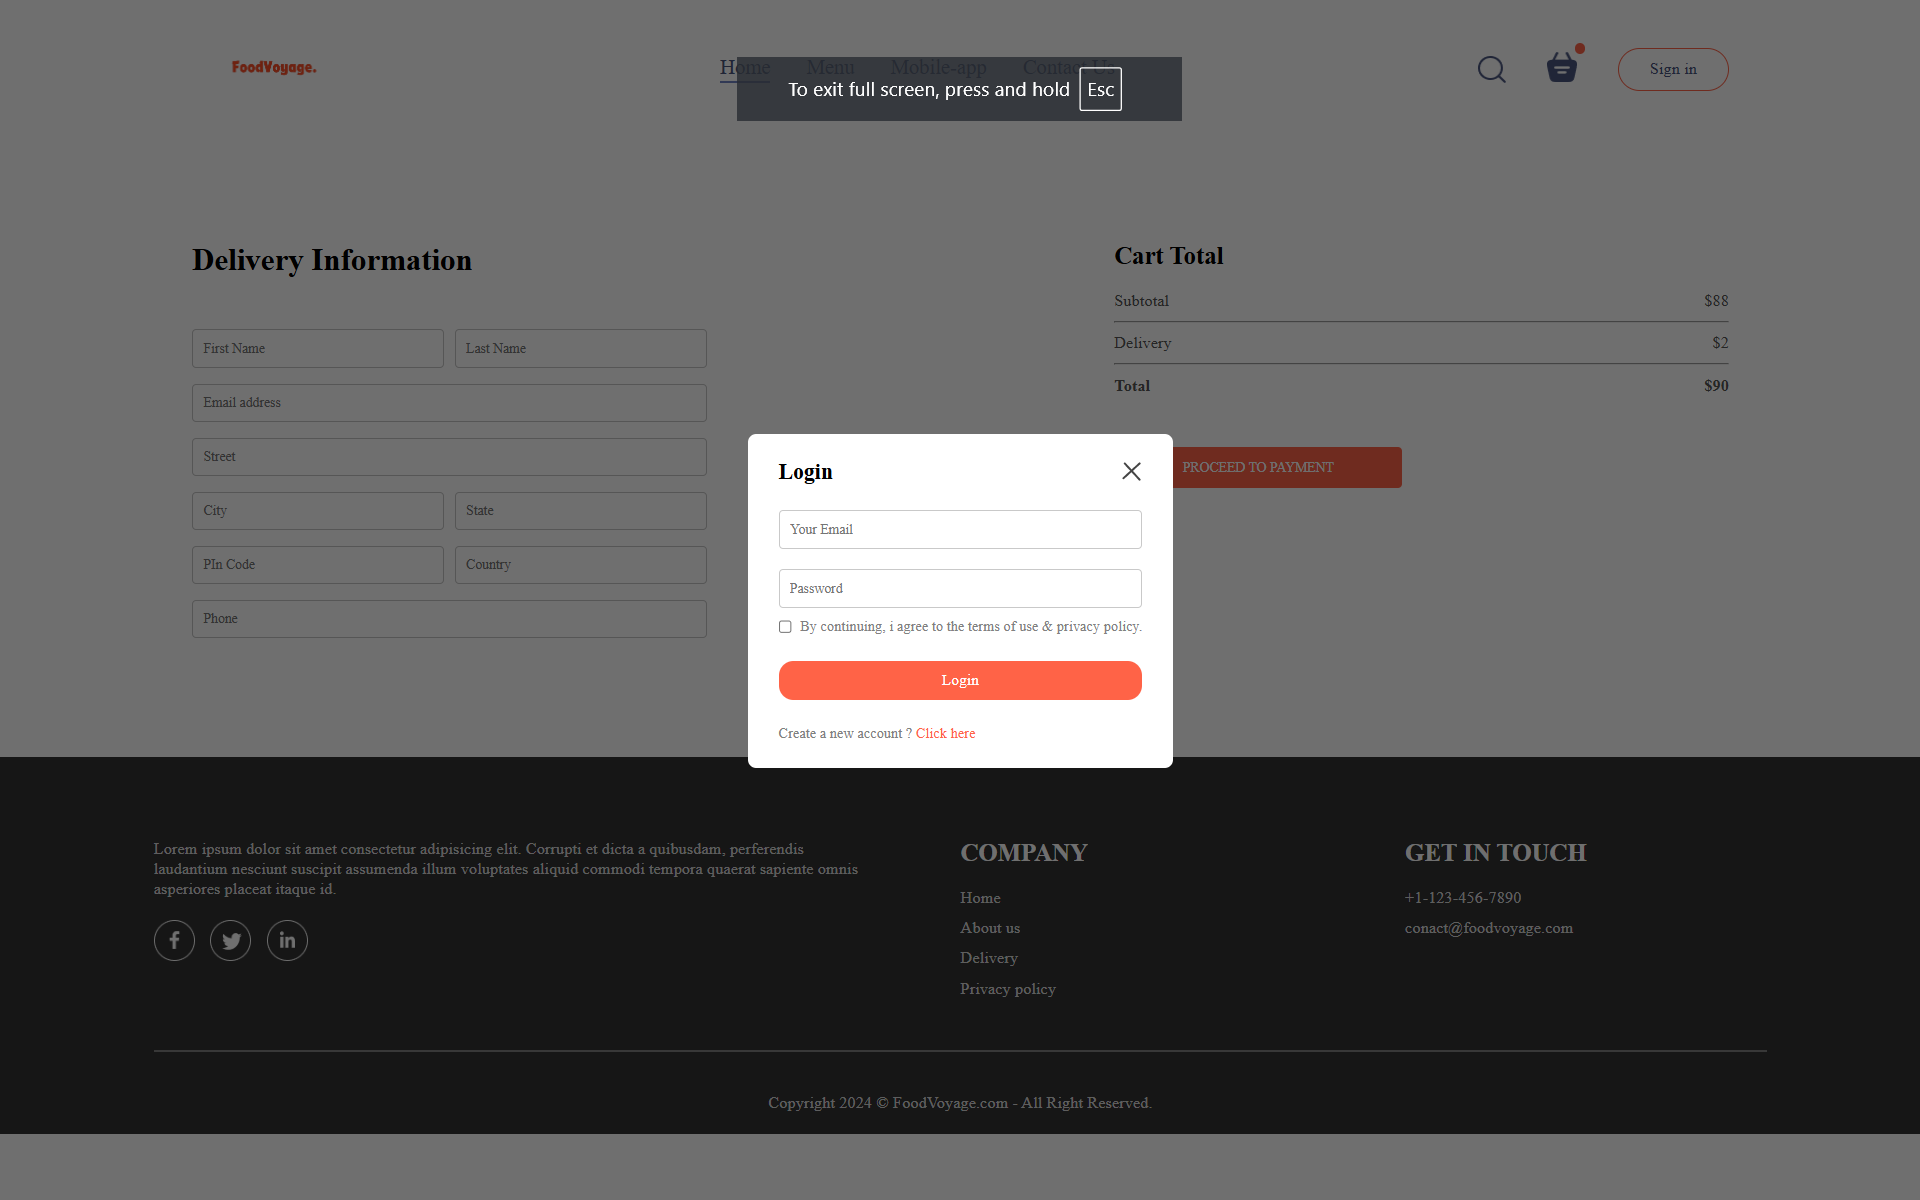 FoodVoyage.
Home Menu Mobile-app Contact Us
Sign in
To exit full screen, press and hold Esc
Delivery Information
First Name
Last Name
Email address
Street
City
State
PIn Code
Country
Phone
Cart Total
Subtotal $88
Delivery $2
Total $90
PROCEED TO PAYMENT
Login
Your Email
Password
By continuing, i agree to the terms of use & privacy policy.
Login
Create a new account ? Click here
Lorem ipsum dolor sit amet consectetur adipisicing elit. Corrupti et dicta a quibusdam, perferendis
laudantium nesciunt suscipit assumenda illum voluptates aliquid commodi tempora quaerat sapiente omnis
asperiores placeat itaque id.
COMPANY
Home
About us
Delivery
Privacy policy
GET IN TOUCH
+1-123-456-7890
conact@foodvoyage.com
Copyright 2024 © FoodVoyage.com - All Right Reserved.